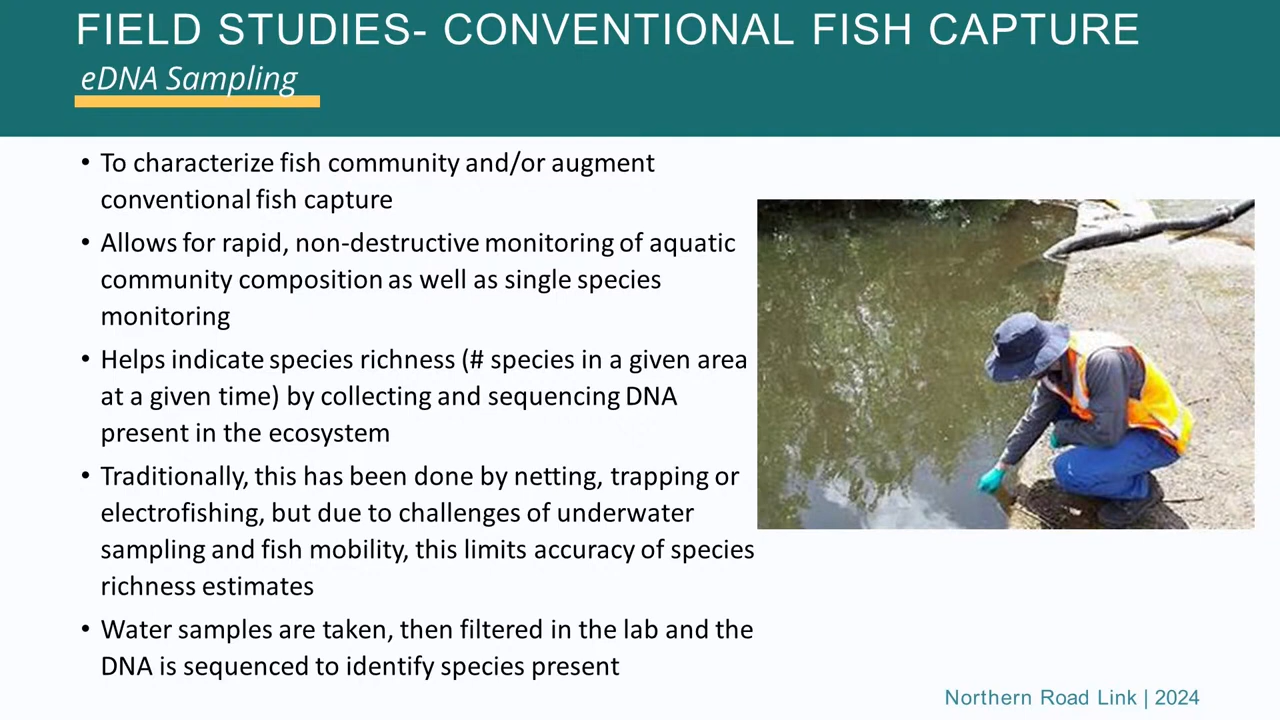 FIELD STUDIES- CONVENTIONAL FISH CAPTURE
eDNA Sampling
• To characterize fish community and/or augment
conventional fish capture
• Allows for rapid, non-destructive monitoring of aquatic
community composition as well as single species
monitoring
• Helps indicate species richness (# species in a given area
at a given time) by collecting and sequencing DNA
present in the ecosystem
• Traditionally, this has been done by netting, trapping or
electrofishing, but due to challenges of underwater
sampling and fish mobility, this limits accuracy of species
richness estimates
• Water samples are taken, then filtered in the lab and the
DNA is sequenced to identify species present
Northern Road Link | 2024